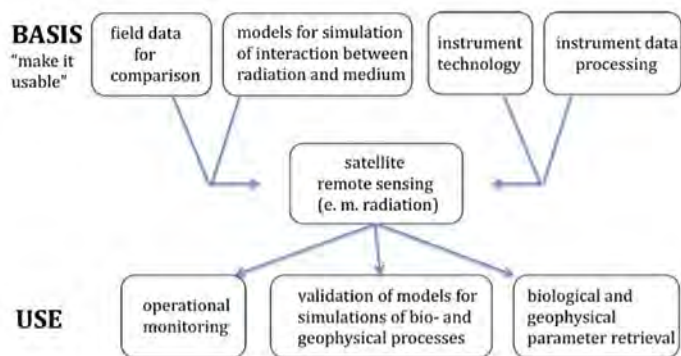 BASIS
"make it
usable"
field data
for
comparison
models for simulation
of interaction between
radiation and medium
instrument
technology
instrument data
processing
satellite
remote sensing
(e. m. radiation)
USE
operational
monitoring
validation of models for
simulations of bio- and
geophysical processes
biological and
geophysical
parameter retrieval